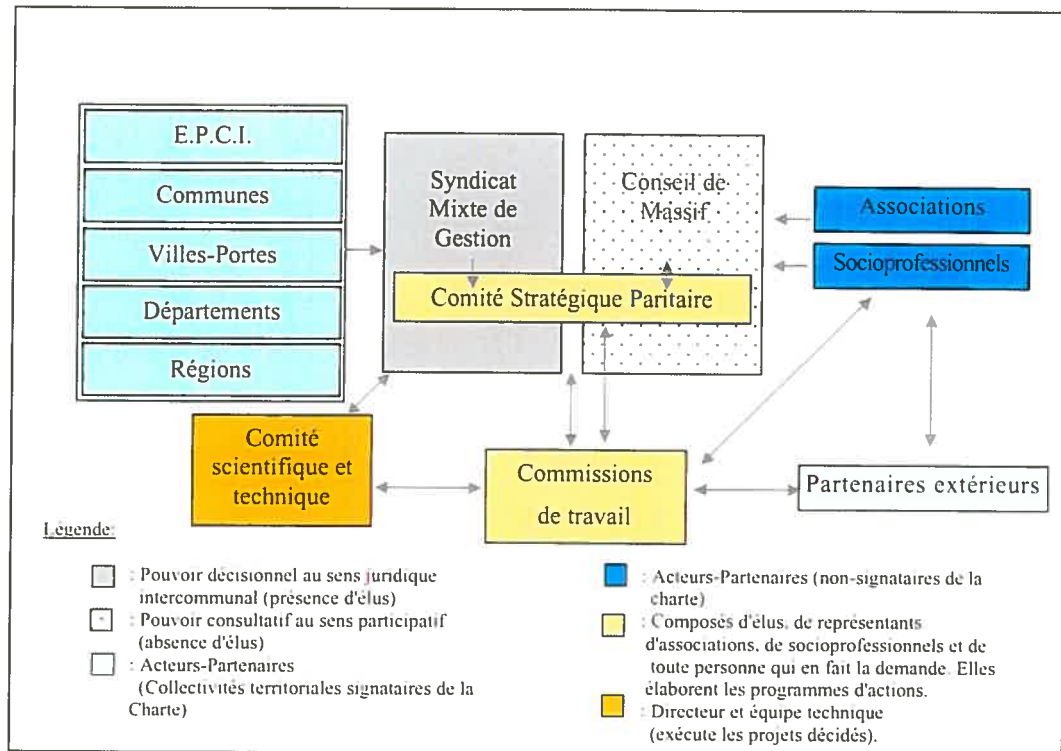 E.P.C.I.
Communes
Villes-Portes
Départements
Régions
Syndicat
Mixte de
Gestion
Conseil de
Massif
Comité Stratégique Paritaire
Associations
Socioprofessionnels
Comité
scientifique et
technique
Commissions
de travail
Partenaires extérieurs
Légende:
: Pouvoir décisionnel au sens juridique
intercommunal (présence d'élus)
: Pouvoir consultatif au sens participatif
(absence d'élus)
: Acteurs-Partenaires
(Collectivités territoriales signataires de la
Charte)
: Acteurs-Partenaires (non-signataires de la
charte)
: Composés d'élus, de représentants
d'associations, de socioprofessionnels et de
toute personne qui en fait la demande. Elles
élaborent les programmes d'actions.
: Directeur et équipe technique
(exécute les projets décidés).